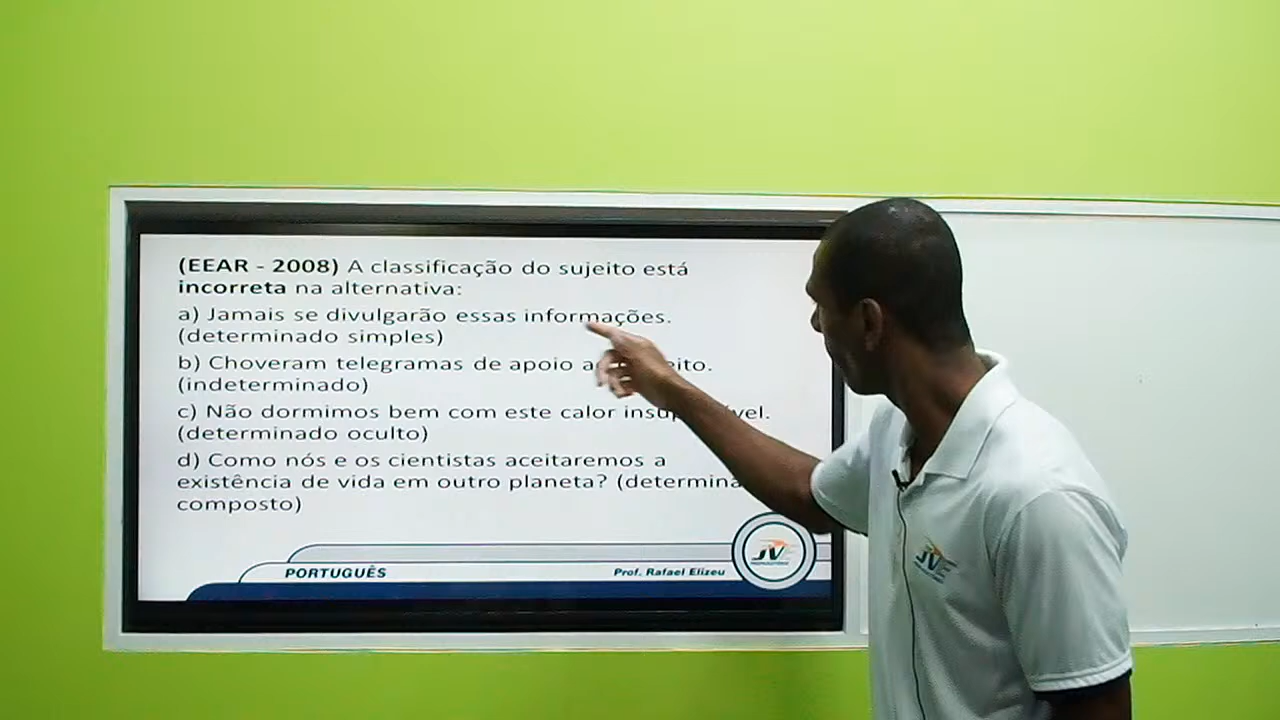 (EEAR - 2008) A classificação do sujeito está
incorreta na alternativa:
a) Jamais se divulgarão essas informações.
(determinado simples)
b) Choveram telegramas de apoio
(indeterminado)
c) Não dormimos bem com este calor
(determinado oculto)
d) Como nós e os cientistas aceitaremos a
existência de vida em outro planeta?
composto)
PORTUGUÊS
Prof. Rafael Elizeu
JV
JV